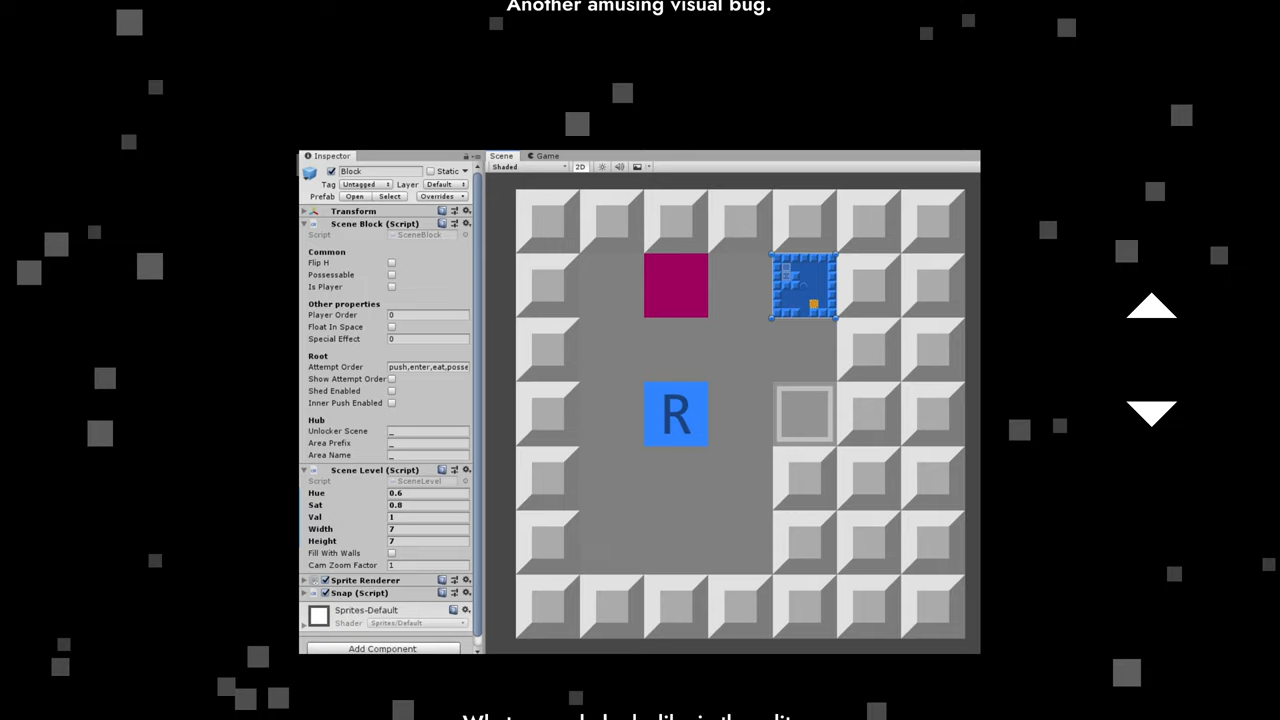 Another amusing visual bug.
Inspector
Block
Static
Tag Untagged Layer Default
Prefab Open Select Overrides
Transform
Scene Block (Script)
Script SceneBlock
Common
Flip H
Possessable
Is Player
Other properties
Player Order 0
Float In Space
Special Effect 0
Root
Attempt Order push,enter,eat,posse
Show Attempt Order
Shed Enabled
Inner Push Enabled
Hub
Unlocker Scene _
Area Prefix _
Area Name _
Scene Level (Script)
Script SceneLevel
Hue 0.6
Sat 0.8
Val 1
Width 7
Height 7
Fill With Walls
Cam Zoom Factor 1
Sprite Renderer
Snap (Script)
Sprites-Default
Shader Sprites/Default
Add Component
Scene Game
Shaded 2D
R